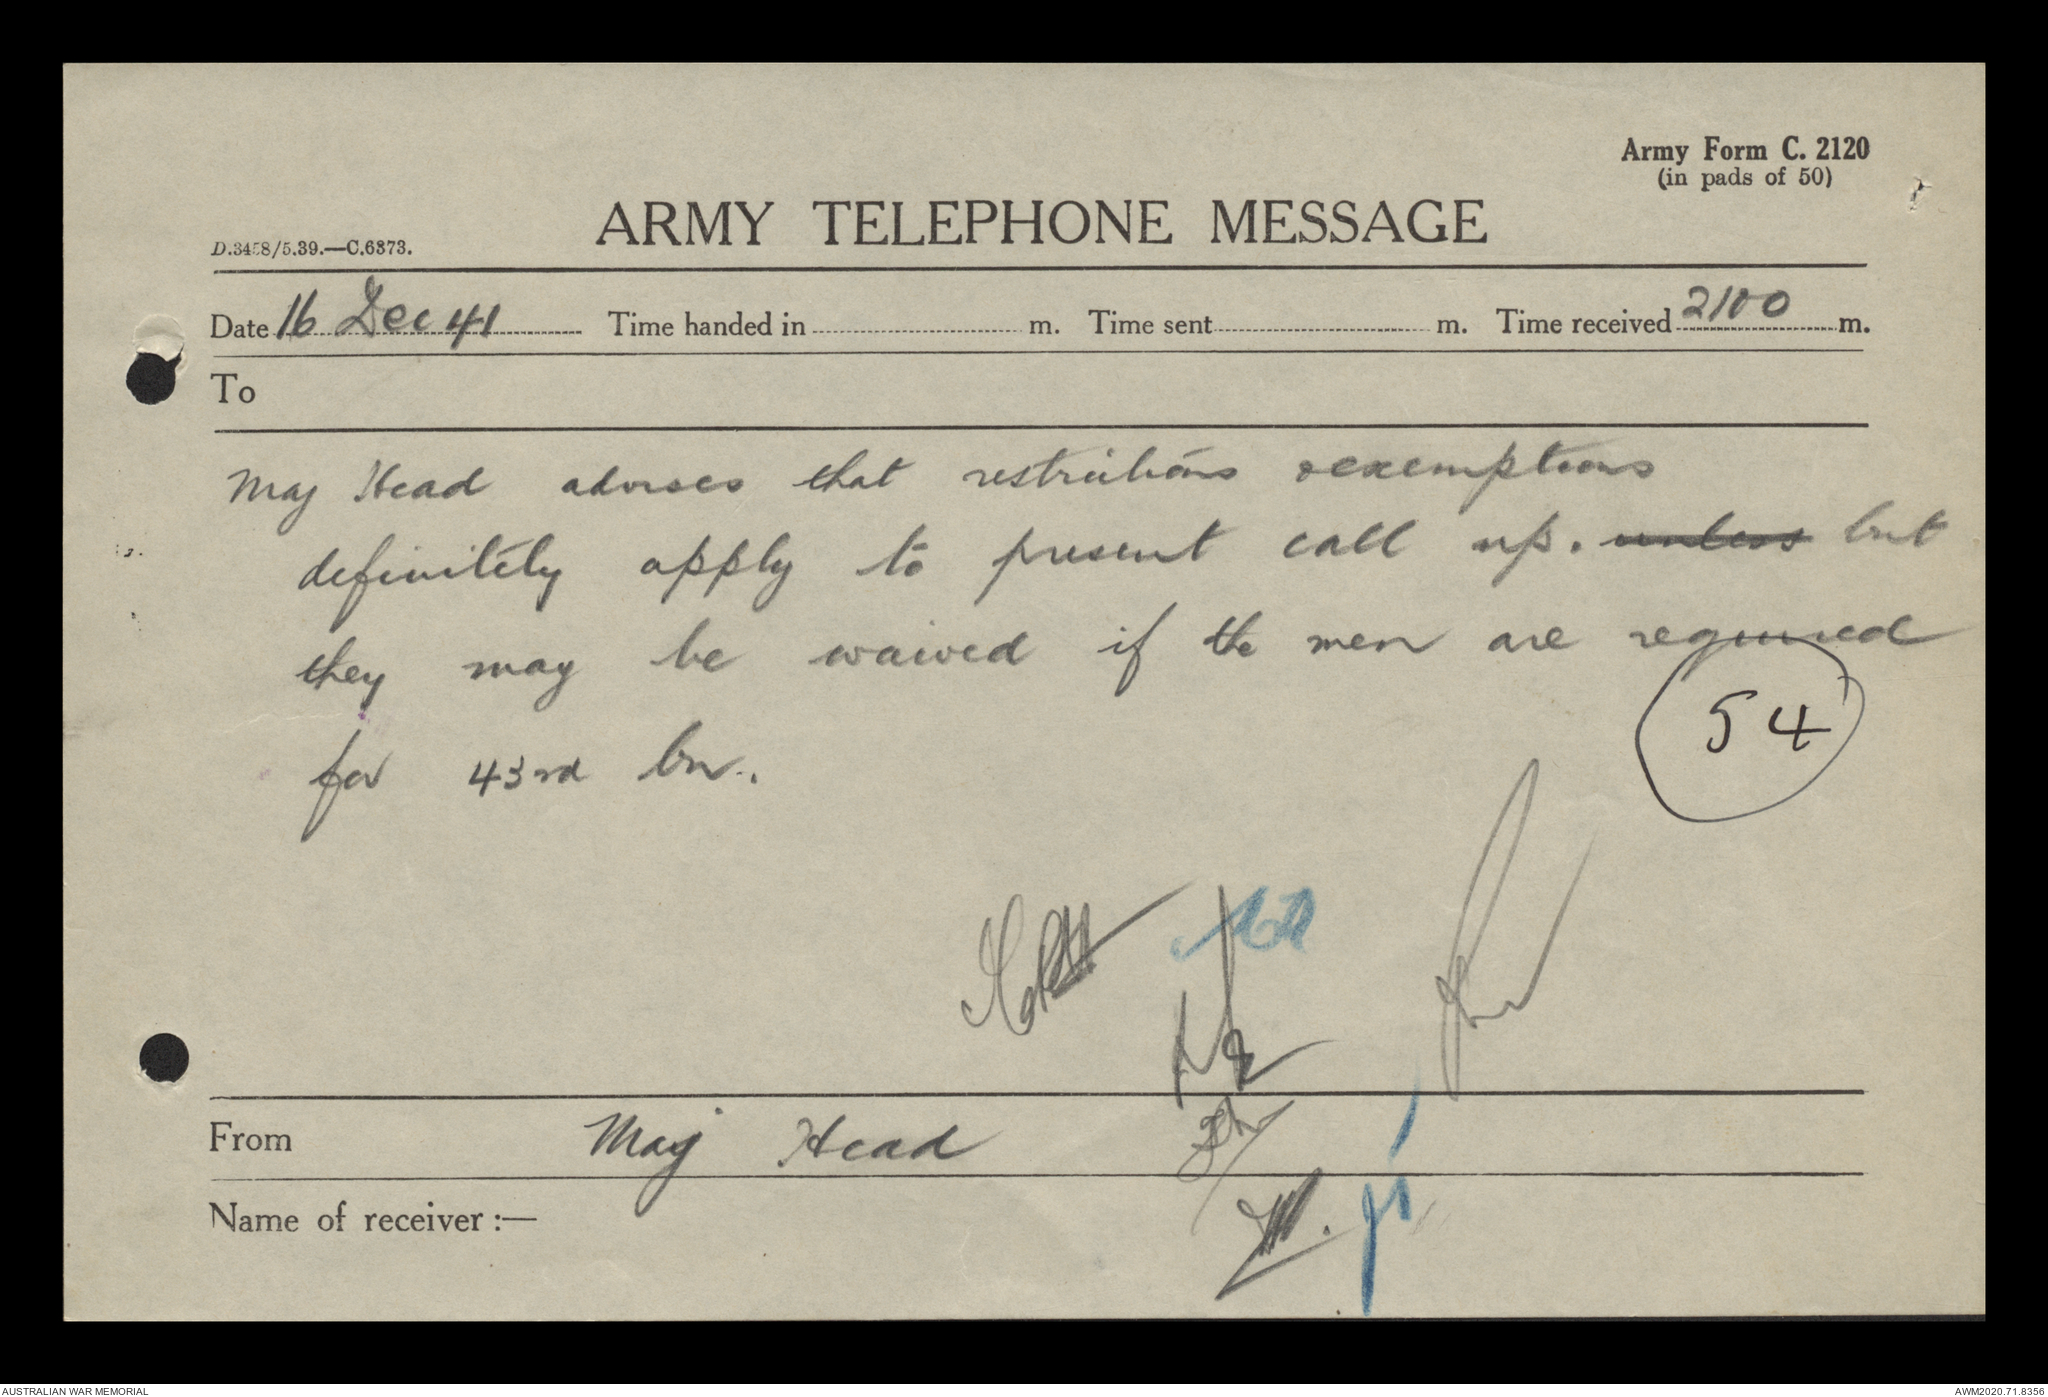 Army Form C. 2120
(in pads of 50)
ARMY TELEPHONE MESSAGE
D.3458/5.39.—C.6373.
Date 16 Dec 41 Time handed in m. Time sent m. Time received 2100 m.
To
Maj Head advises that restrictions & exemptions
definitely apply to present call up. unless but
they may be waived if the men are required
for 43rd bn.
54
From Maj Head
Name of receiver :—
AUSTRALIAN WAR MEMORIAL
AWM2020.71.8356